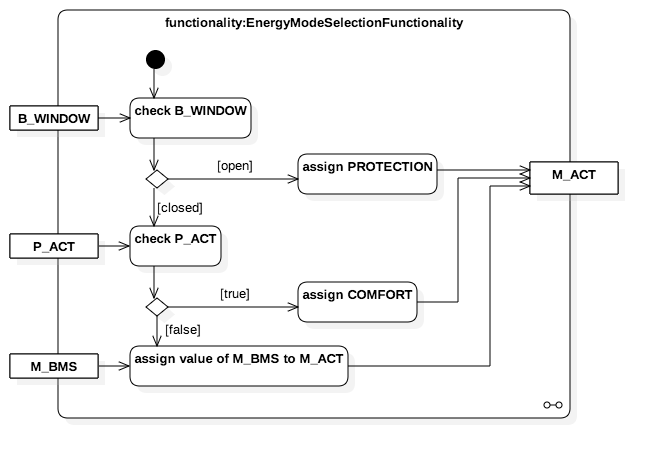 functionality:EnergyModeSelectionFunctionality
B_WINDOW
check B_WINDOW
[open]
assign PROTECTION
M_ACT
[closed]
P_ACT
check P_ACT
[true]
assign COMFORT
[false]
M_BMS
assign value of M_BMS to M_ACT